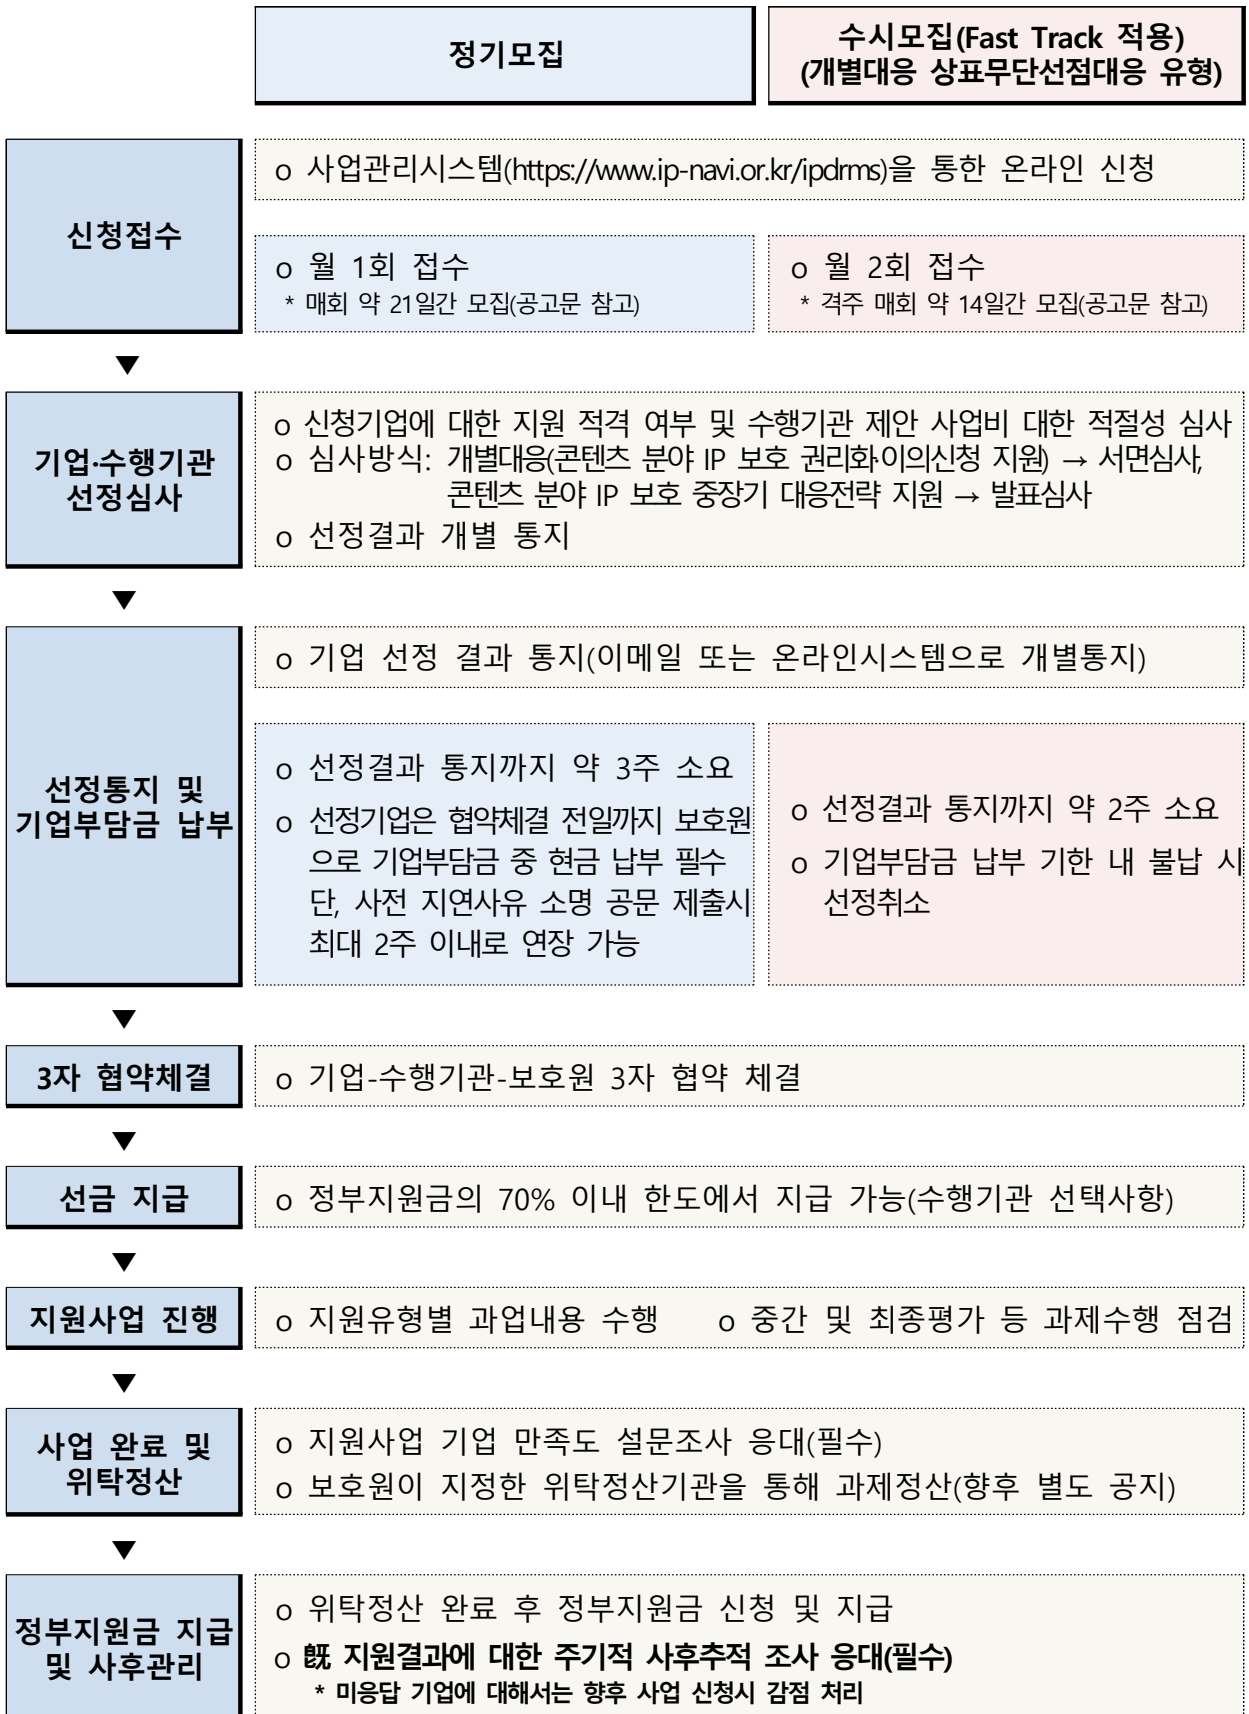 정기모집
수시모집(Fast Track 적용)
(개별대응 상표무단선점대응 유형)
신청접수
o 사업관리시스템(https://www.ip-navi.or.kr/ipdrms)을 통한 온라인 신청
o 월 1회 접수
* 매회 약 21일간 모집(공고문 참고)
o 월 2회 접수
* 격주 매회 약 14일간 모집(공고문 참고)
▼
기업·수행기관
선정심사
o 신청기업에 대한 지원 적격 여부 및 수행기관 제안 사업비 대한 적절성 심사
o 심사방식: 개별대응(콘텐츠 분야 IP 보호 권리화·이의신청 지원) → 서면심사,
콘텐츠 분야 IP 보호 중장기 대응전략 지원 → 발표심사
o 선정결과 개별 통지
▼
선정통지 및
기업부담금 납부
o 기업 선정 결과 통지(이메일 또는 온라인시스템으로 개별통지)
o 선정결과 통지까지 약 3주 소요
o 선정기업은 협약체결 전일까지 보호원
으로 기업부담금 중 현금 납부 필수
단, 사전 지연사유 소명 공문 제출시
최대 2주 이내로 연장 가능
o 선정결과 통지까지 약 2주 소요
o 기업부담금 납부 기한 내 불납 시
선정취소
▼
3자 협약체결
o 기업-수행기관-보호원 3자 협약 체결
▼
선금 지급
o 정부지원금의 70% 이내 한도에서 지급 가능(수행기관 선택사항)
▼
지원사업 진행
o 지원유형별 과업내용 수행 o 중간 및 최종평가 등 과제수행 점검
▼
사업 완료 및
위탁정산
o 지원사업 기업 만족도 설문조사 응대(필수)
o 보호원이 지정한 위탁정산기관을 통해 과제정산(향후 별도 공지)
▼
정부지원금 지급
및 사후관리
o 위탁정산 완료 후 정부지원금 신청 및 지급
o 旣 지원결과에 대한 주기적 사후추적 조사 응대(필수)
* 미응답 기업에 대해서는 향후 사업 신청시 감점 처리